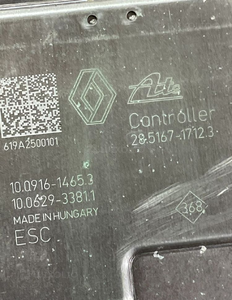 Ate
619A2500101
Controller
28.5167-1712.3
10.0916-1465.3
10.0629-3381.1
MADE IN HUNGARY
ESC
368